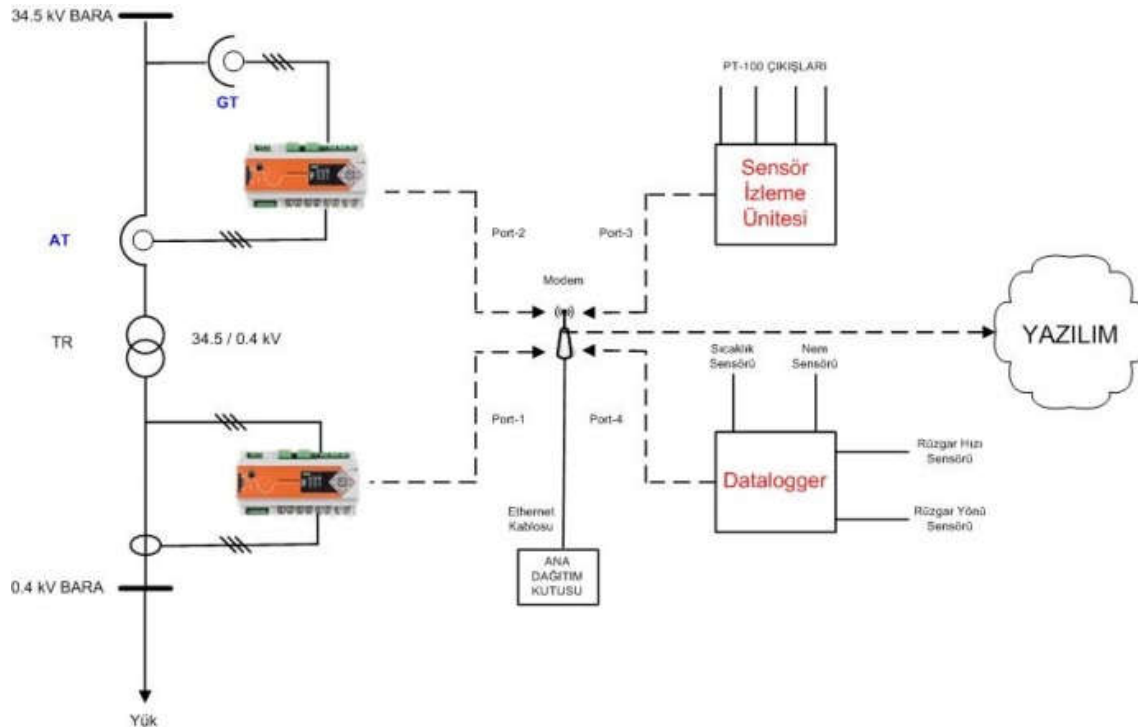 34.5 kV BARA
GT
AT
TR
34.5 / 0.4 kV
0.4 kV BARA
Yük
Port-2
Port-3
Modem
Port-1
Port-4
Ethernet
Kablosu
ANA
DAĞITIM
KUTUSU
PT-100 ÇIKIŞLARI
Sensör
İzleme
Ünitesi
YAZILIM
Sıcaklık
Sensörü
Nem
Sensörü
Datalogger
Rüzgar Hızı
Sensörü
Rüzgar Yönü
Sensörü